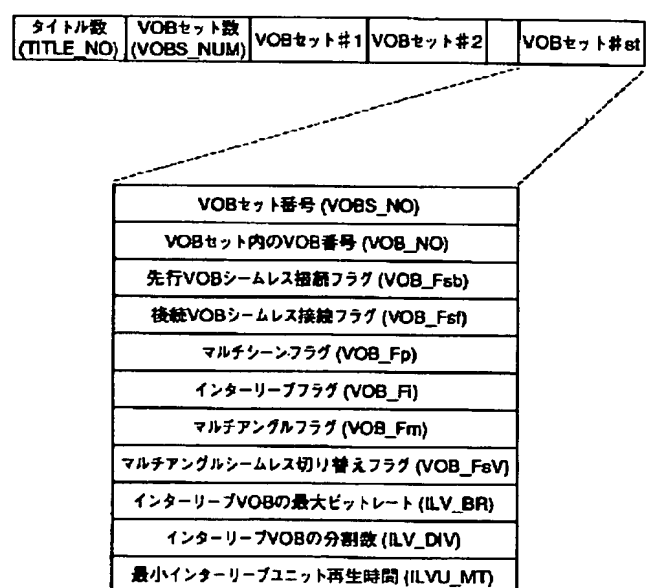 タイトル数 (TITLE_NO)
VOBセット数 (VOBS_NUM)
VOBセット#1
VOBセット#2
VOBセット#st
VOBセット番号 (VOBS_NO)
VOBセット内のVOB番号 (VOB_NO)
先行VOBシームレス接続フラグ (VOB_Fsb)
後続VOBシームレス接続フラグ (VOB_Fsf)
マルチシーンフラグ (VOB_Fp)
インターリーブフラグ (VOB_Fi)
マルチアングルフラグ (VOB_Fm)
マルチアングルシームレス切り替えフラグ (VOB_FsV)
インターリーブVOBの最大ビットレート (ILV_BR)
インターリーブVOBの分割数 (ILV_DIV)
最小インターリーブユニット再生時間 (ILVU_MT)